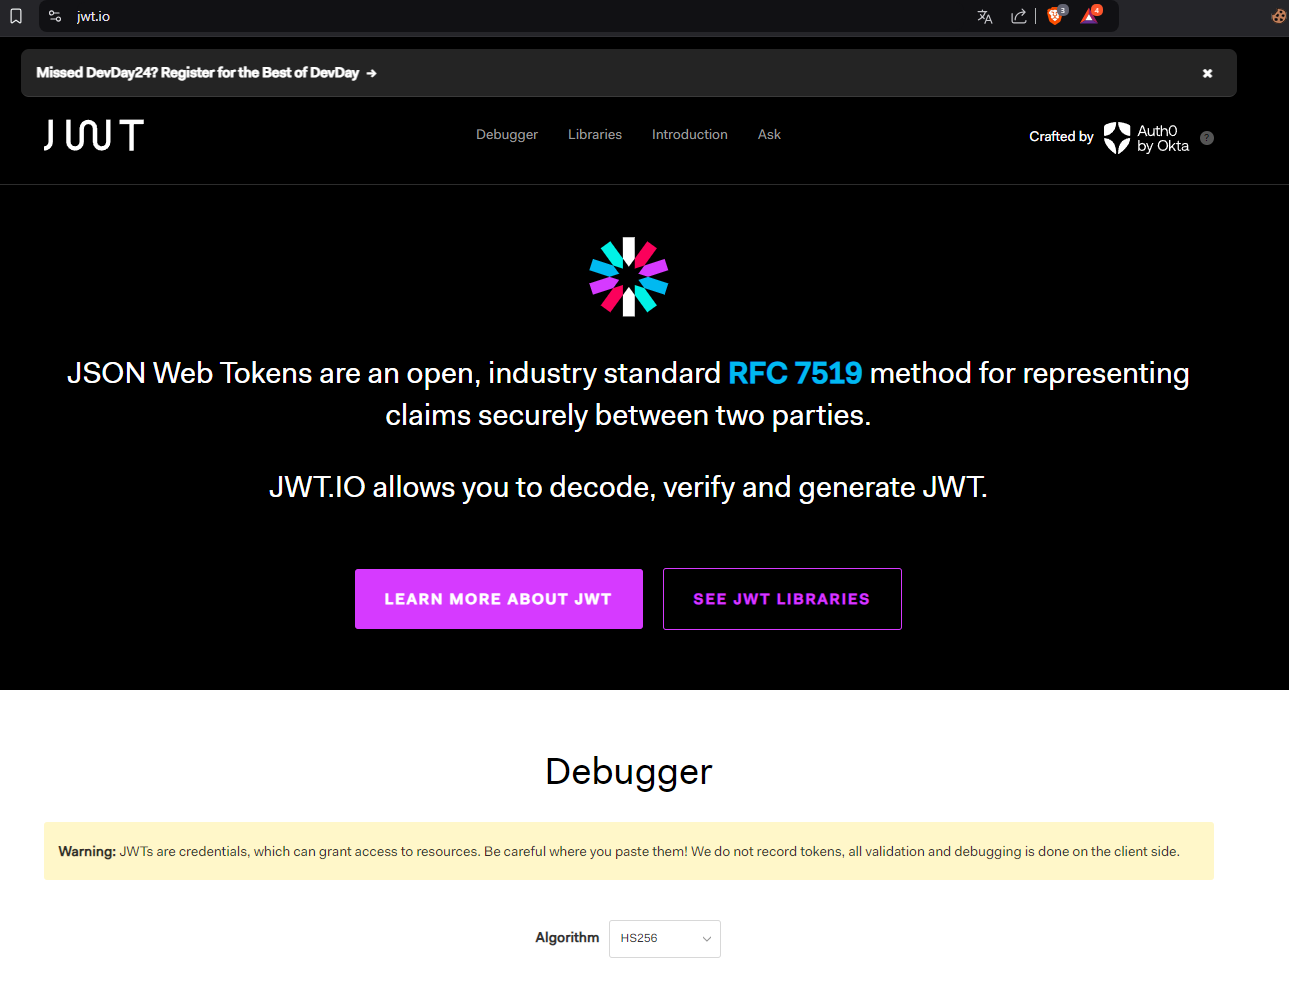 jwt.io
3
4
Missed DevDay24? Register for the Best of DevDay →
JWT
Debugger
Libraries
Introduction
Ask
Crafted by
Auth0
by Okta
?
JSON Web Tokens are an open, industry standard RFC 7519 method for representing
claims securely between two parties.
JWT.IO allows you to decode, verify and generate JWT.
LEARN MORE ABOUT JWT
SEE JWT LIBRARIES
Debugger
Warning: JWTs are credentials, which can grant access to resources. Be careful where you paste them! We do not record tokens, all validation and debugging is done on the client side.
Algorithm
HS256